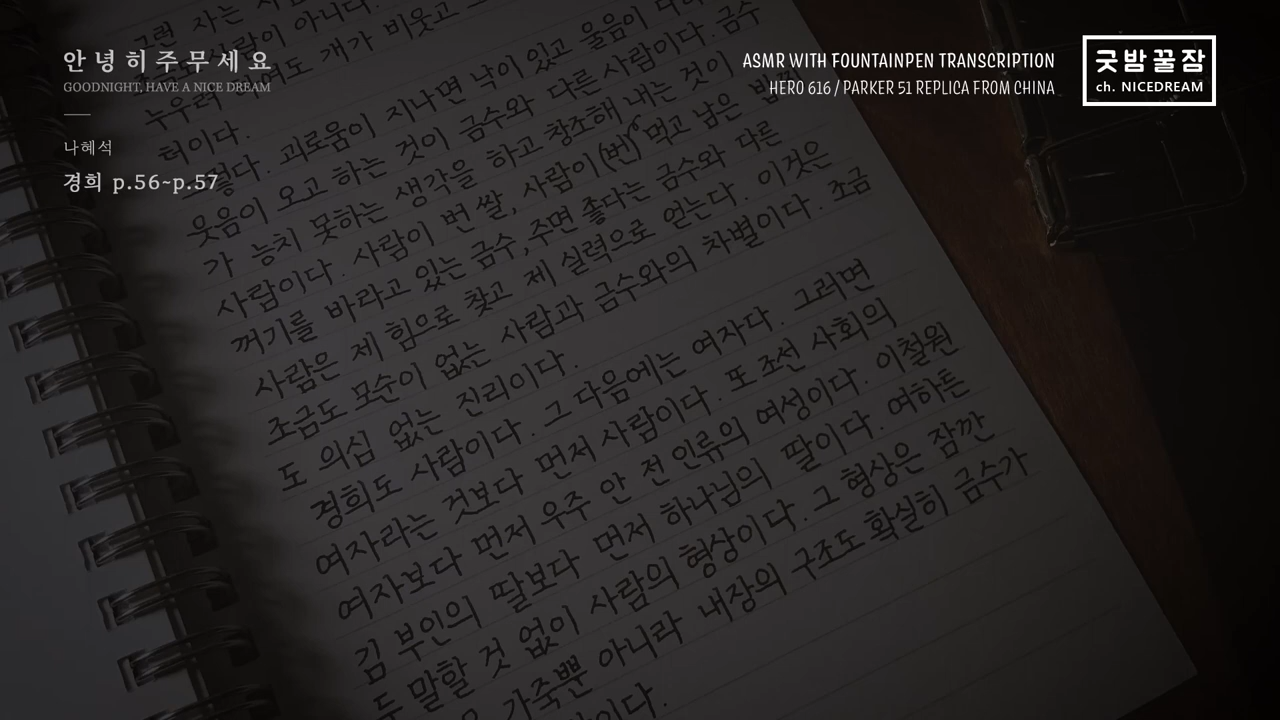 안녕히주무세요
GOODNIGHT, HAVE A NICE DREAM
나혜석
경희 p.56~p.57
ASMR WITH FOUNTAINPEN TRANSCRIPTION
HERO 616 / PARKER 51 REPLICA FROM CHINA
굿밤꿀잠
ch. NICEDREAM
그럼 사는 사
사람이 아니다.
누우려 개가 비웃고
터이다.
괴로움이 지나면 낙이 있고 울음이 다하
웃음이 오고 하는 것이 금수와 다른 사람이다. 금수
가 능치 못하는 생각을 하고 창조해 내는 것이
사람이다. 사람이 번 쌀, 사람이 (번) 먹고 남은 밥 찌
꺼기를 바라고 있는 금수, 주면 좋다는 금수와 다른
사람은 제 힘으로 찾고 제 실력으로 얻는다. 이것은
조금도 모순이 없는 사람과 금수와의 차별이다. 조금
도 의심 없는 진리이다.
경희도 사람이다. 그 다음에는 여자다. 그러면
여자라는 것보다 먼저 사람이다. 또 조선 사회의
여자보다 먼저 우주 안 전 인류의 여성이다. 이철원
김 부인의 딸보다 먼저 하나님의 딸이다. 여하튼
두 말할 것 없이 사람의 형상이다. 그 형상은 잠깐
가죽뿐 아니라 내장의 구조도 확실히 금수가
이다.